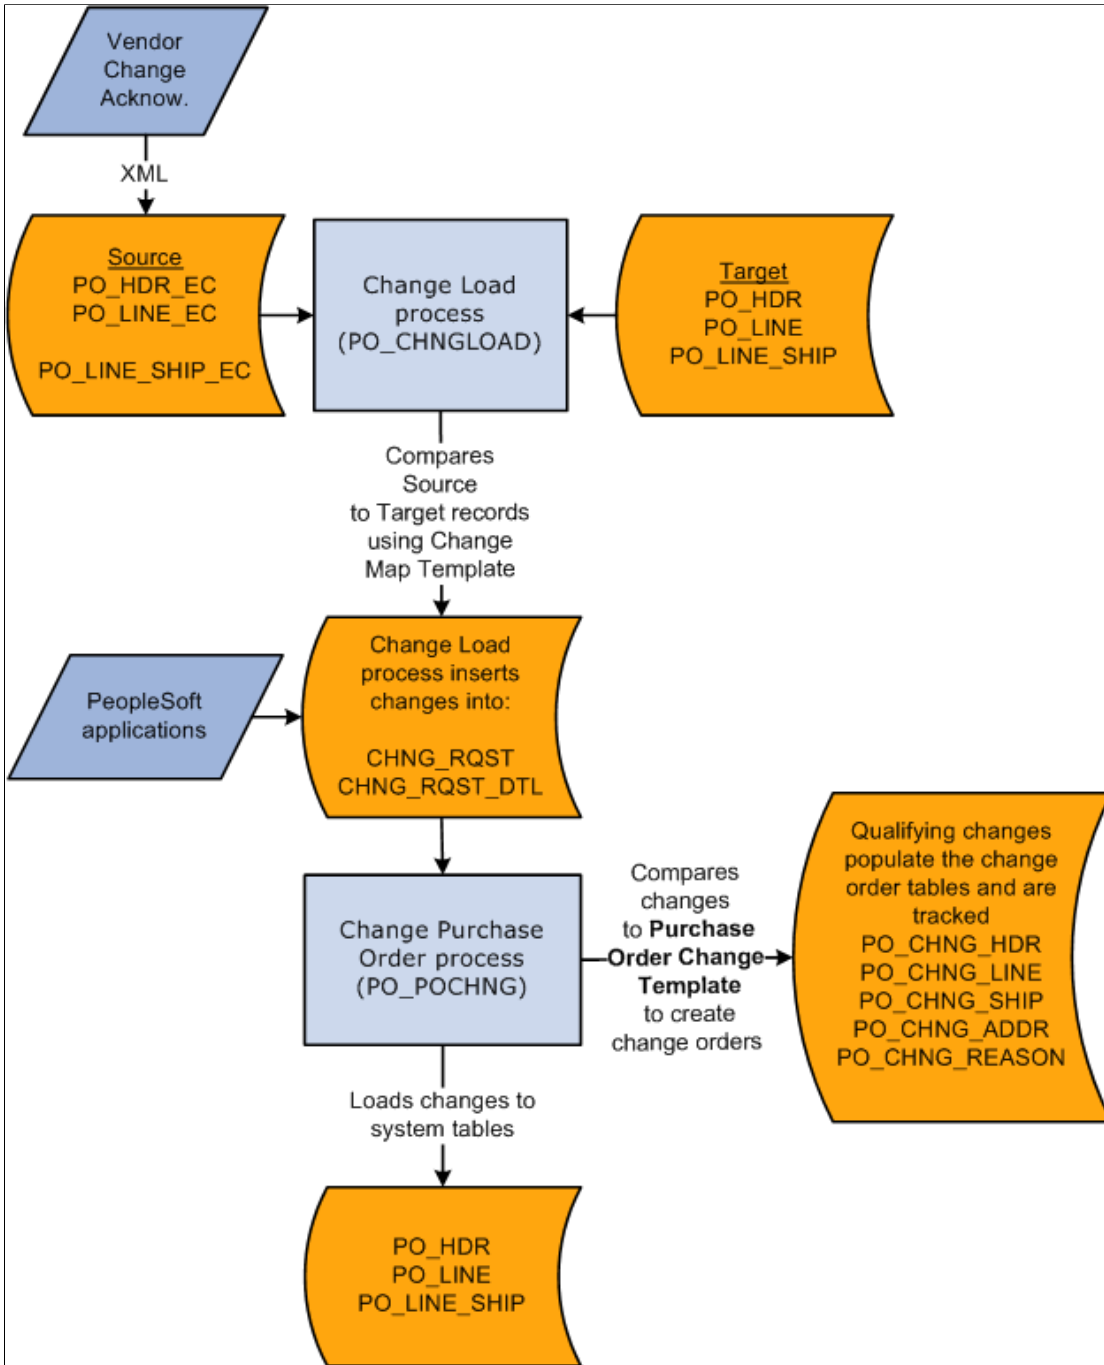 Vendor
Change
Acknow.
XML
Source
PO_HDR_EC
PO_LINE_EC
PO_LINE_SHIP_EC
Change Load
process
(PO_CHNGLOAD)
Target
PO_HDR
PO_LINE
PO_LINE_SHIP
Compares
Source
to Target records
using Change
Map Template
PeopleSoft
applications
Change Load
process inserts
changes into:
CHNG_RQST
CHNG_RQST_DTL
Change Purchase
Order process
(PO_POCHNG)
Compares
changes
to Purchase
Order Change
Template
to create
change orders
Qualifying changes
populate the change
order tables and are
tracked
PO_CHNG_HDR
PO_CHNG_LINE
PO_CHNG_SHIP
PO_CHNG_ADDR
PO_CHNG_REASON
Loads changes to
system tables
PO_HDR
PO_LINE
PO_LINE_SHIP